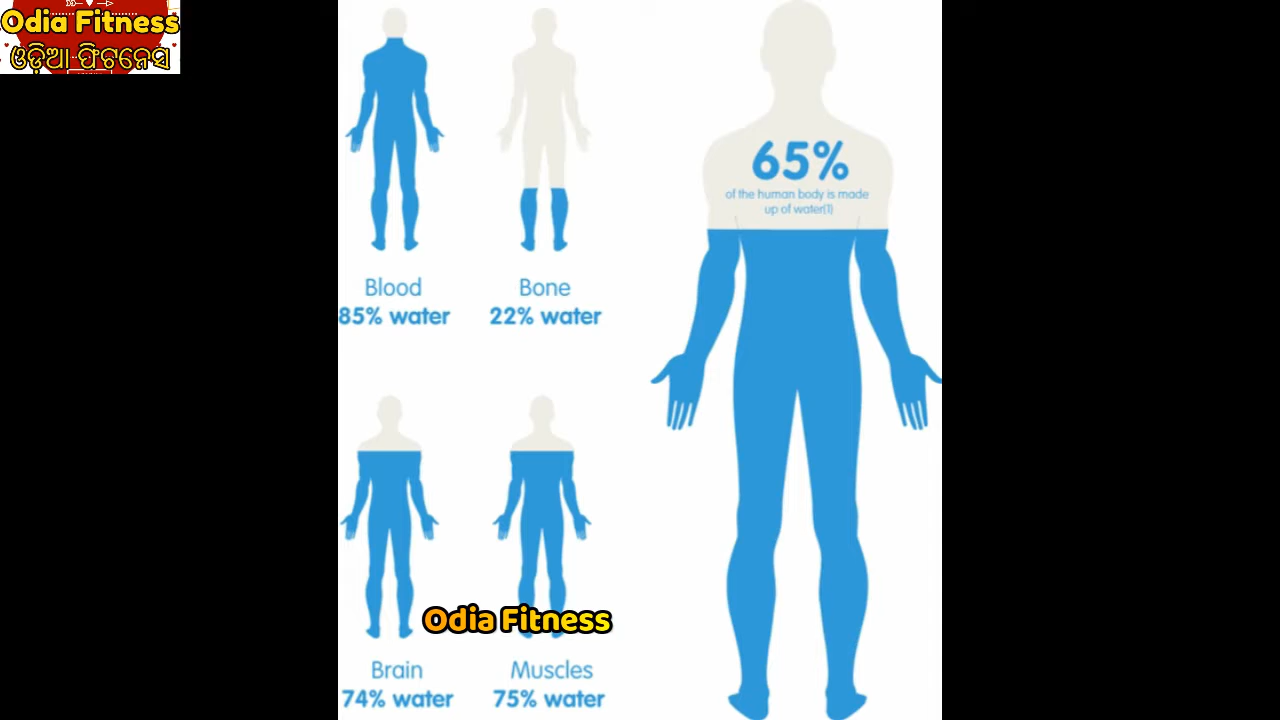 Odia Fitness
ଓଡ଼ିଆ ଫିଟନେସ
Blood
85% water
Bone
22% water
65%
of the human body is made
up of water(1)
Odia Fitness
Brain
74% water
Muscles
75% water